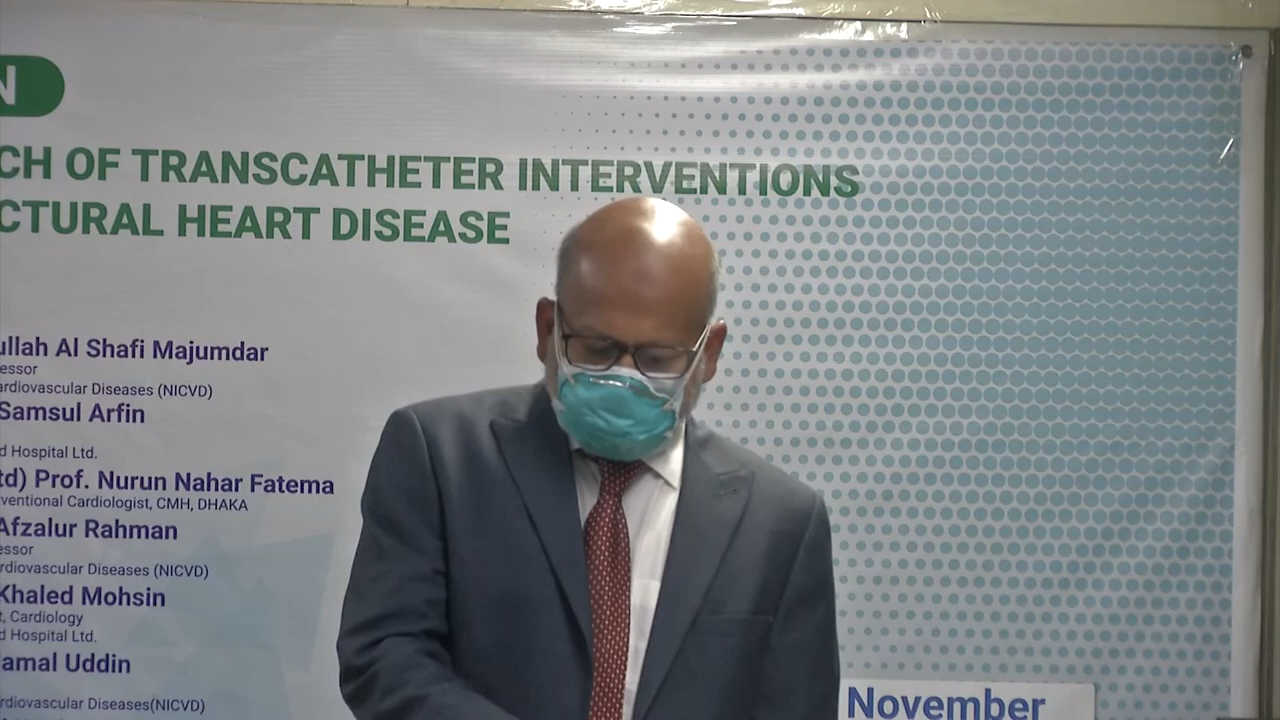 N
CH OF TRANSCATHETER INTERVENTIONS
CTURAL HEART DISEASE
ullah Al Shafi Majumdar
essor
ardiovascular Diseases (NICVD)
Samsul Arfin
d Hospital Ltd.
td) Prof. Nurun Nahar Fatema
ventional Cardiologist, CMH, DHAKA
Afzalur Rahman
essor
rdiovascular Diseases (NICVD)
Khaled Mohsin
t, Cardiology
d Hospital Ltd.
amal Uddin
rdiovascular Diseases(NICVD)
November